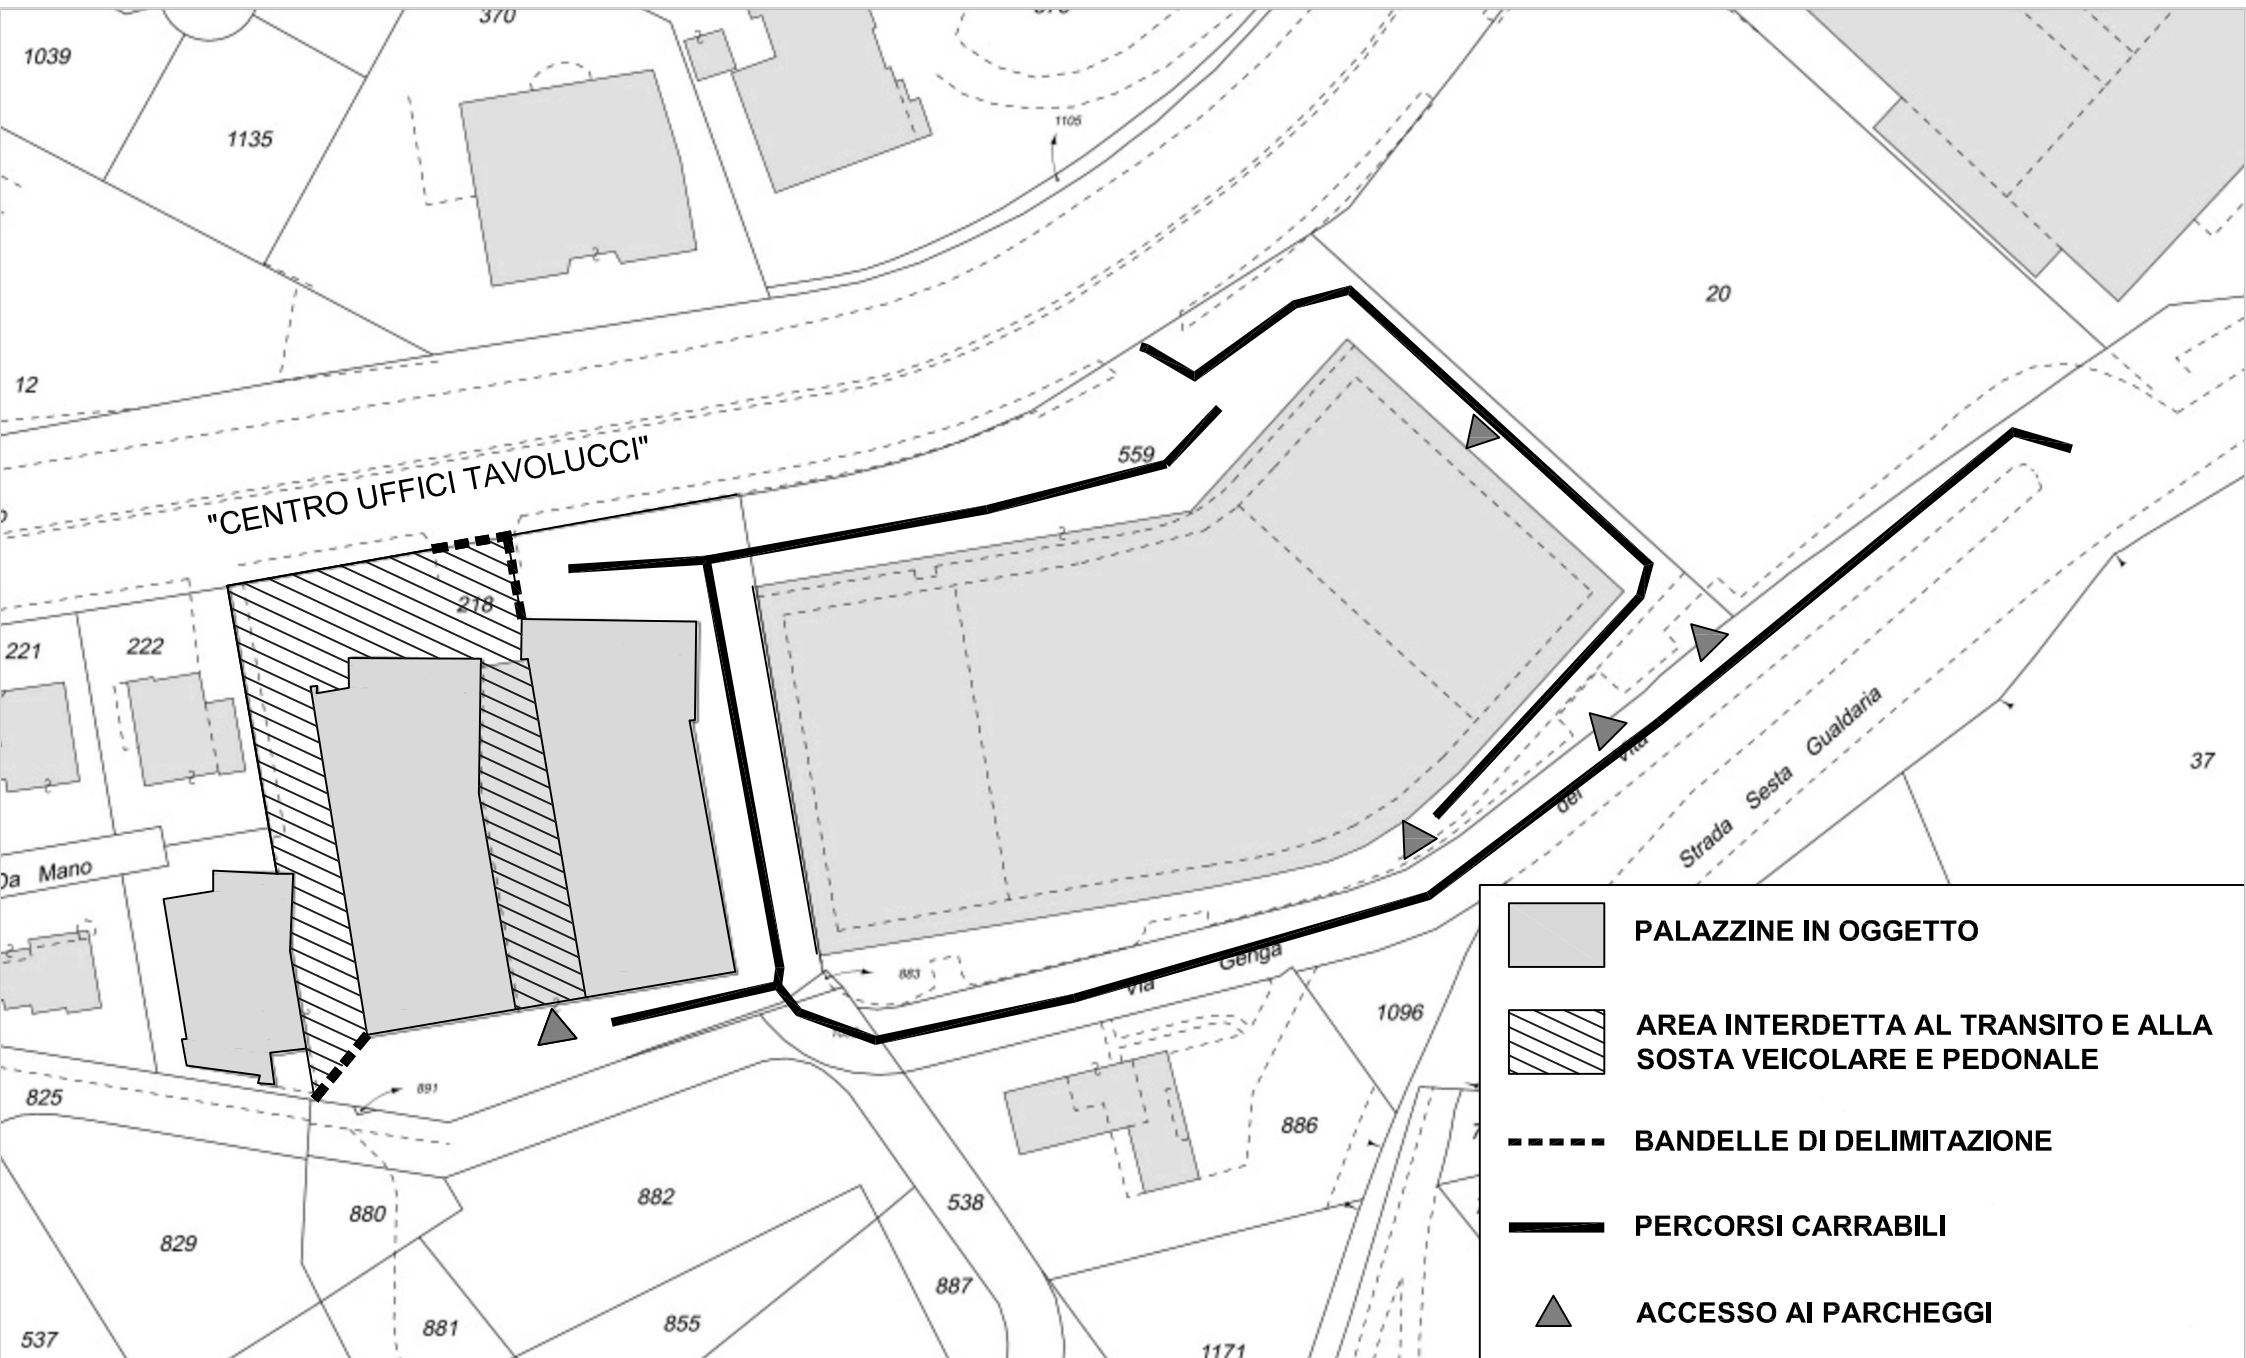 370
1039
1135
1105
20
12
559
"CENTRO UFFICI TAVOLUCCI"
218
221
222
Strada Sesta Gualdaria
37
Da Mano
del
Via Genga
883
891
825
1096
886
882
880
829
538
887
881
855
537
1171
PALAZZINE IN OGGETTO
AREA INTERDETTA AL TRANSITO E ALLA
SOSTA VEICOLARE E PEDONALE
BANDELLE DI DELIMITAZIONE
PERCORSI CARRABILI
ACCESSO AI PARCHEGGI